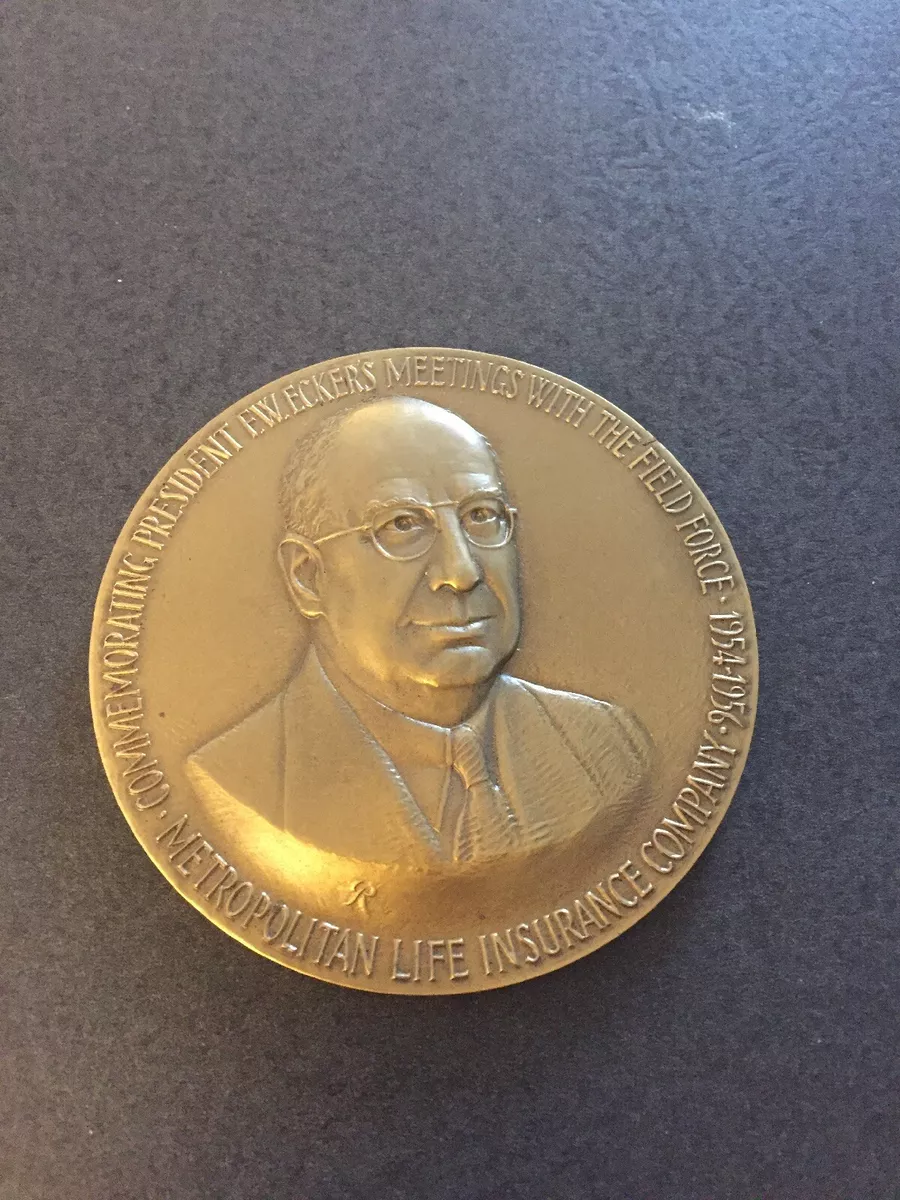 COMMEMORATING PRESIDENT F.W. ECKER'S MEETINGS WITH THE FIELD FORCE · 1954-1956 ·
METROPOLITAN LIFE INSURANCE COMPANY ·